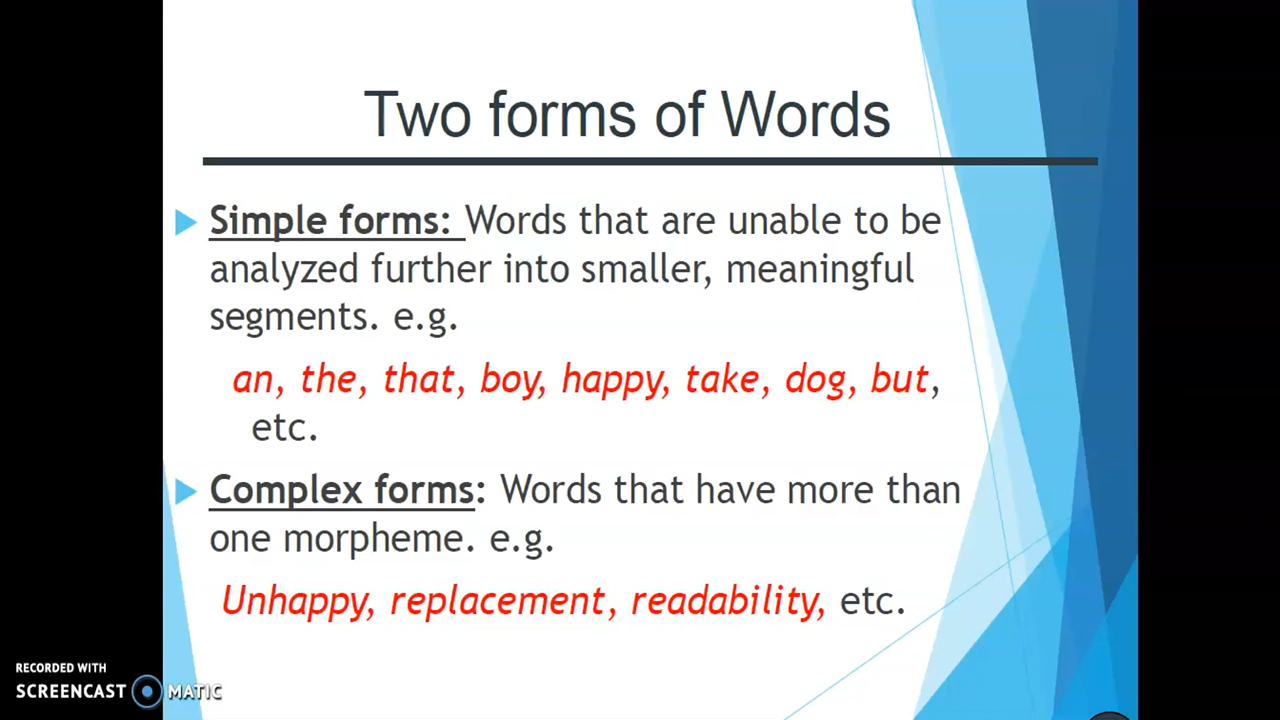 Two forms of Words
Simple forms: Words that are unable to be
analyzed further into smaller, meaningful
segments. e.g.
an, the, that, boy, happy, take, dog, but,
etc.
Complex forms: Words that have more than
one morpheme. e.g.
Unhappy, replacement, readability, etc.
RECORDED WITH
SCREENCAST MATIC